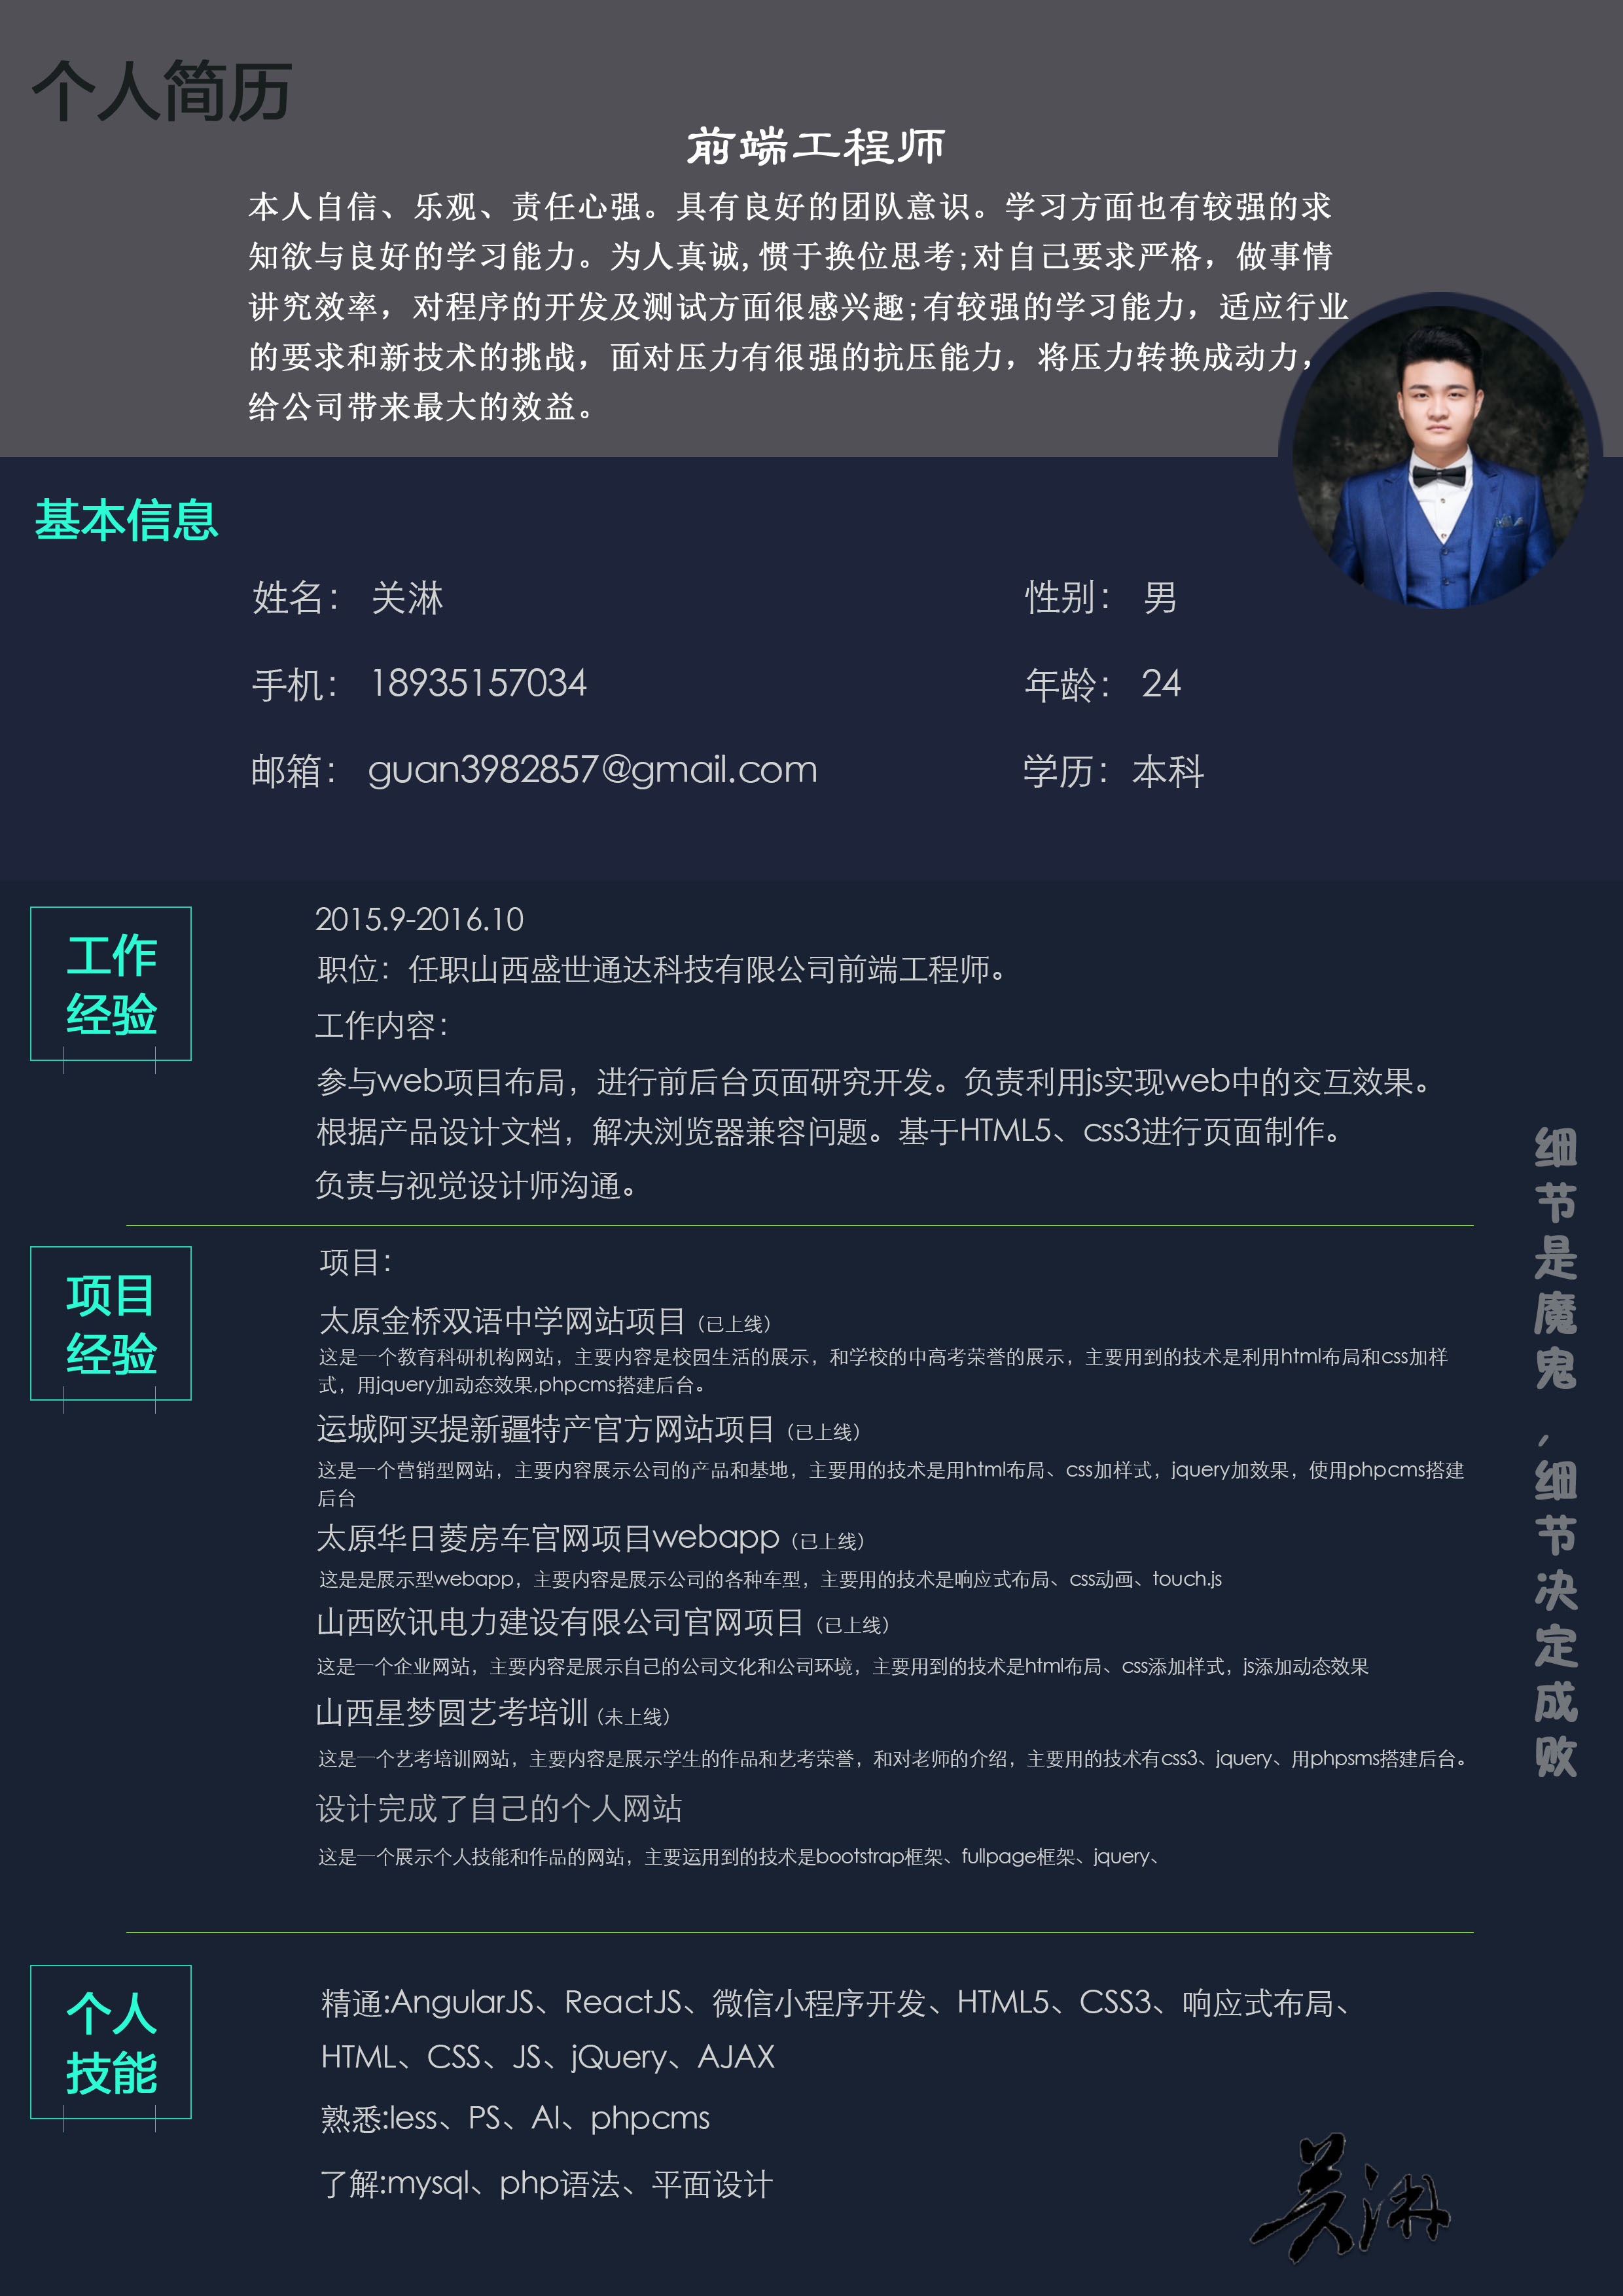 个人简历
前端工程师
本人自信、乐观、责任心强。具有良好的团队意识。学习方面也有较强的求
知欲与良好的学习能力。为人真诚,惯于换位思考;对自己要求严格，做事情
讲究效率，对程序的开发及测试方面很感兴趣;有较强的学习能力，适应行业
的要求和新技术的挑战，面对压力有很强的抗压能力，将压力转换成动力，
给公司带来最大的效益。
基本信息
姓名： 关淋
性别： 男
手机： 18935157034
年龄： 24
邮箱： guan3982857@gmail.com
学历：本科
工作
经验
2015.9-2016.10
职位：任职山西盛世通达科技有限公司前端工程师。
工作内容：
参与web项目布局，进行前后台页面研究开发。负责利用js实现web中的交互效果。
根据产品设计文档，解决浏览器兼容问题。基于HTML5、css3进行页面制作。
负责与视觉设计师沟通。
项目
经验
项目：
太原金桥双语中学网站项目（已上线）
这是一个教育科研机构网站，主要内容是校园生活的展示，和学校的中高考荣誉的展示，主要用到的技术是利用html布局和css加样
式，用jquery加动态效果,phpcms搭建后台。
运城阿买提新疆特产官方网站项目（已上线）
这是一个营销型网站，主要内容展示公司的产品和基地，主要用的技术是用html布局、css加样式，jquery加效果，使用phpcms搭建
后台
太原华日菱房车官网项目webapp（已上线）
这是是展示型webapp，主要内容是展示公司的各种车型，主要用的技术是响应式布局、css动画、touch.js
山西欧讯电力建设有限公司官网项目（已上线）
这是一个企业网站，主要内容是展示自己的公司文化和公司环境，主要用到的技术是html布局、css添加样式，js添加动态效果
山西星梦圆艺考培训（未上线）
这是一个艺考培训网站，主要内容是展示学生的作品和艺考荣誉，和对老师的介绍，主要用的技术有css3、jquery、用phpsms搭建后台。
设计完成了自己的个人网站
这是一个展示个人技能和作品的网站，主要运用到的技术是bootstrap框架、fullpage框架、jquery、
细节是魔鬼，细节决定成败
个人
技能
精通:AngularJS、ReactJS、微信小程序开发、HTML5、CSS3、响应式布局、
HTML、CSS、JS、jQuery、AJAX
熟悉:less、PS、AI、phpcms
了解:mysql、php语法、平面设计
关淋